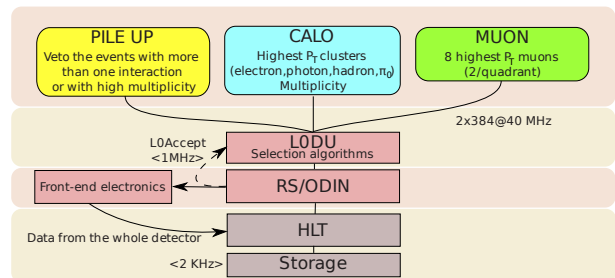 PILE UP
Veto the events with more
than one interaction
or with high multiplicity
CALO
Highest P_T clusters
(electron,photon,hadron,π₀)
Multiplicity
MUON
8 highest P_T muons
(2/quadrant)
2x384@40 MHz
L0Accept
<1MHz>
L0DU
Selection algorithms
Front-end electronics
RS/ODIN
Data from the whole detector
HLT
<2 KHz>
Storage